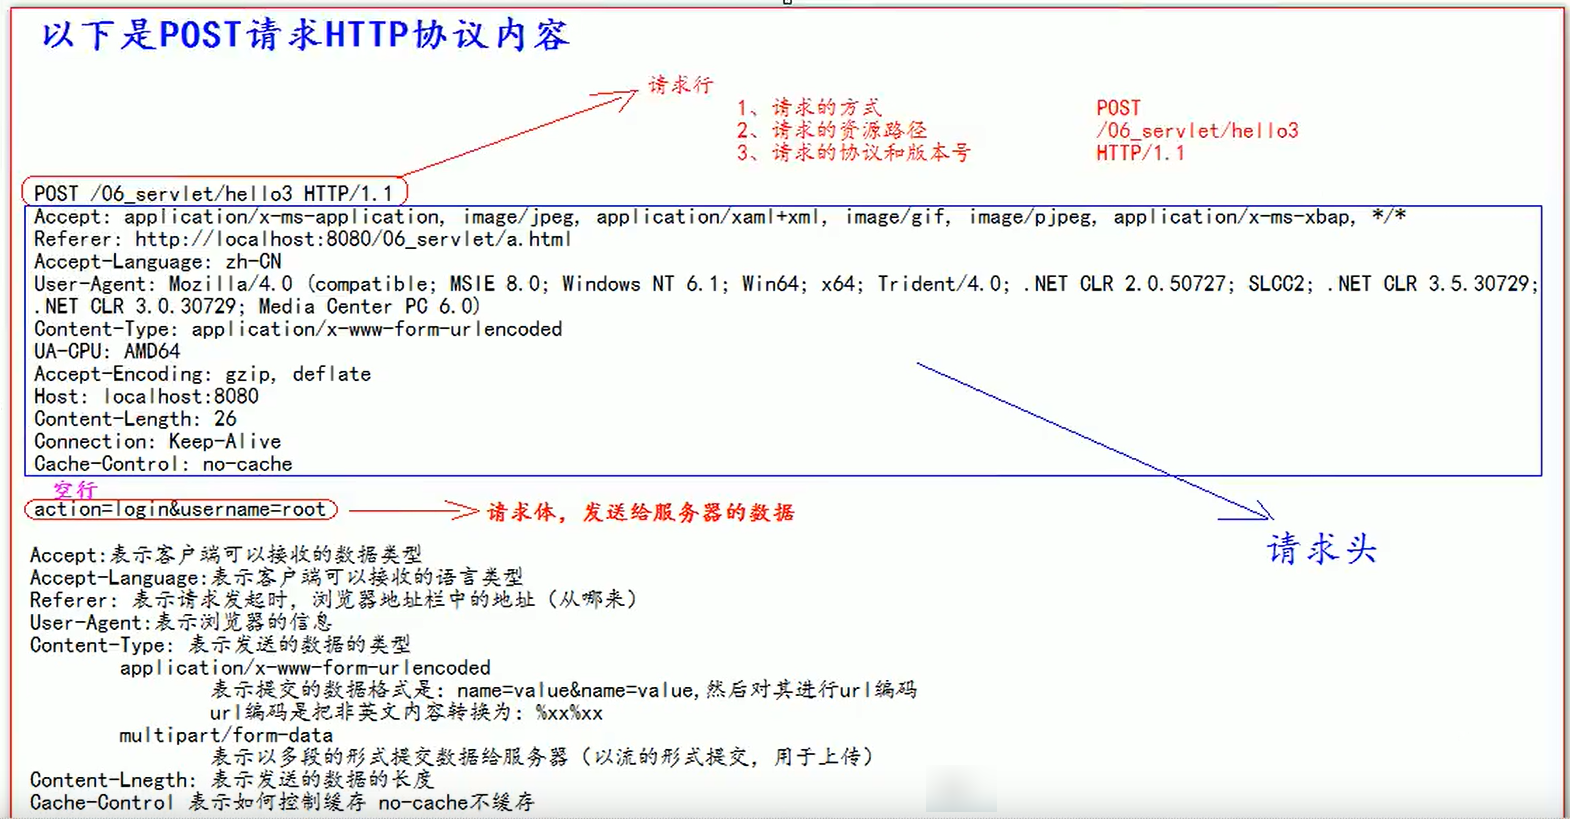 以下是POST请求HTTP协议内容
请求行
1、请求的方式 POST
2、请求的资源路径 /06_servlet/hello3
3、请求的协议和版本号 HTTP/1.1
POST /06_servlet/hello3 HTTP/1.1
Accept: application/x-ms-application, image/jpeg, application/xaml+xml, image/gif, image/pjpeg, application/x-ms-xbap, */*
Referer: http://localhost:8080/06_servlet/a.html
Accept-Language: zh-CN
User-Agent: Mozilla/4.0 (compatible; MSIE 8.0; Windows NT 6.1; Win64; x64; Trident/4.0; .NET CLR 2.0.50727; SLCC2; .NET CLR 3.5.30729;
.NET CLR 3.0.30729; Media Center PC 6.0)
Content-Type: application/x-www-form-urlencoded
UA-CPU: AMD64
Accept-Encoding: gzip, deflate
Host: localhost:8080
Content-Length: 26
Connection: Keep-Alive
Cache-Control: no-cache
空行
action=login&username=root
请求体，发送给服务器的数据
请求头
Accept:表示客户端可以接收的数据类型
Accept-Language:表示客户端可以接收的语言类型
Referer: 表示请求发起时，浏览器地址栏中的地址（从哪来）
User-Agent:表示浏览器的信息
Content-Type: 表示发送的数据的类型
application/x-www-form-urlencoded
表示提交的数据格式是: name=value&name=value,然后对其进行url编码
url编码是把非英文内容转换为: %xx%xx
multipart/form-data
表示以多段的形式提交数据给服务器（以流的形式提交，用于上传）
Content-Lnegth: 表示发送的数据的长度
Cache-Control 表示如何控制缓存 no-cache不缓存